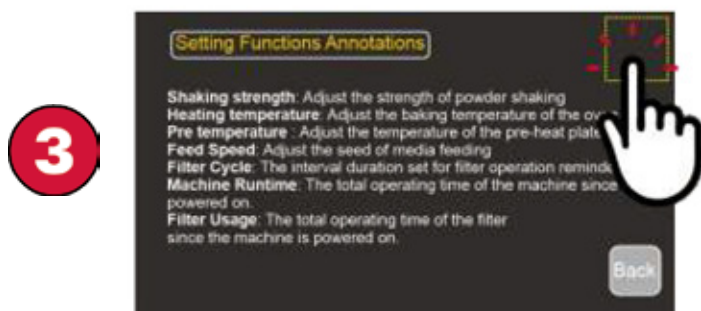 3
Setting Functions Annotations
Shaking strength: Adjust the strength of powder shaking
Heating temperature: Adjust the baking temperature of the
Pre temperature : Adjust the temperature of the pre-heat plate
Feed Speed: Adjust the seed of media feeding
Filter Cycle: The interval duration set for filter operation
Machine Runtime: The total operating time of the machine since
powered on.
Filter Usage: The total operating time of the filter
since the machine is powered on.
Back